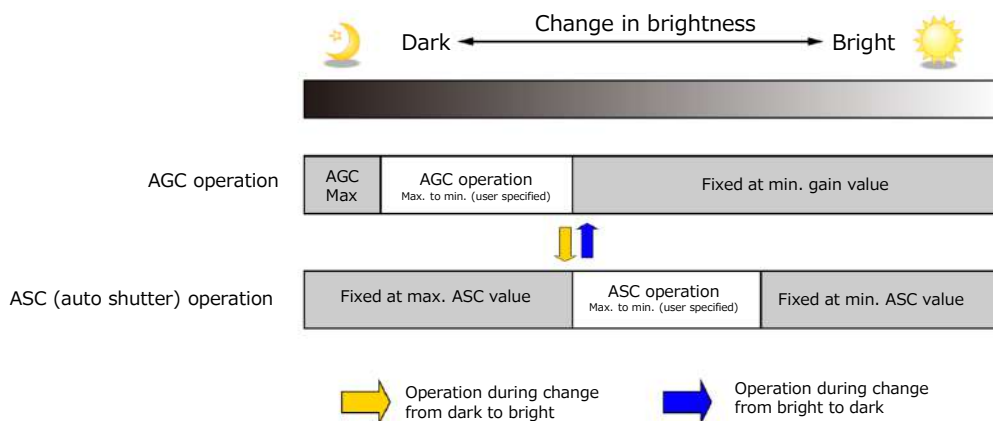 Change in brightness
Dark
Bright
AGC operation
AGC
Max
AGC operation
Max. to min. (user specified)
Fixed at min. gain value
ASC (auto shutter) operation
Fixed at max. ASC value
ASC operation
Max. to min. (user specified)
Fixed at min. ASC value
Operation during change
from dark to bright
Operation during change
from bright to dark